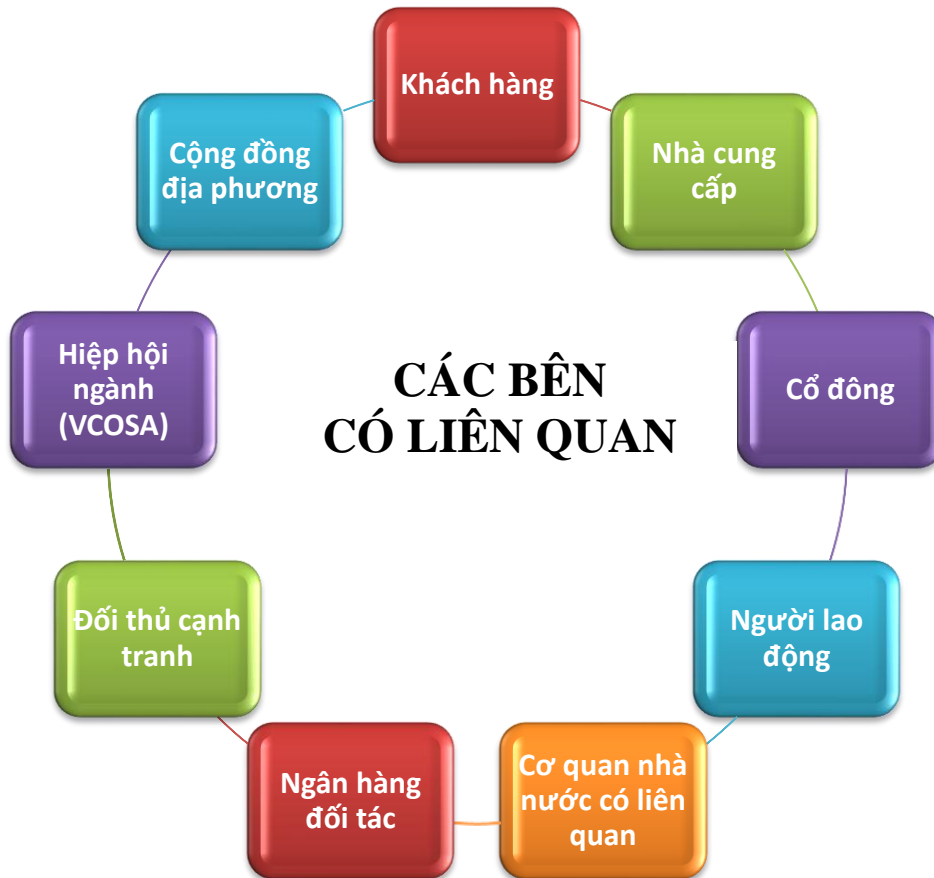 Khách hàng
Nhà cung
cấp
Cổ đông
Người lao
động
Cơ quan nhà
nước có liên
quan
Ngân hàng
đối tác
Đối thủ cạnh
tranh
Hiệp hội
ngành
(VCOSA)
Cộng đồng
địa phương
CÁC BÊN
CÓ LIÊN QUAN